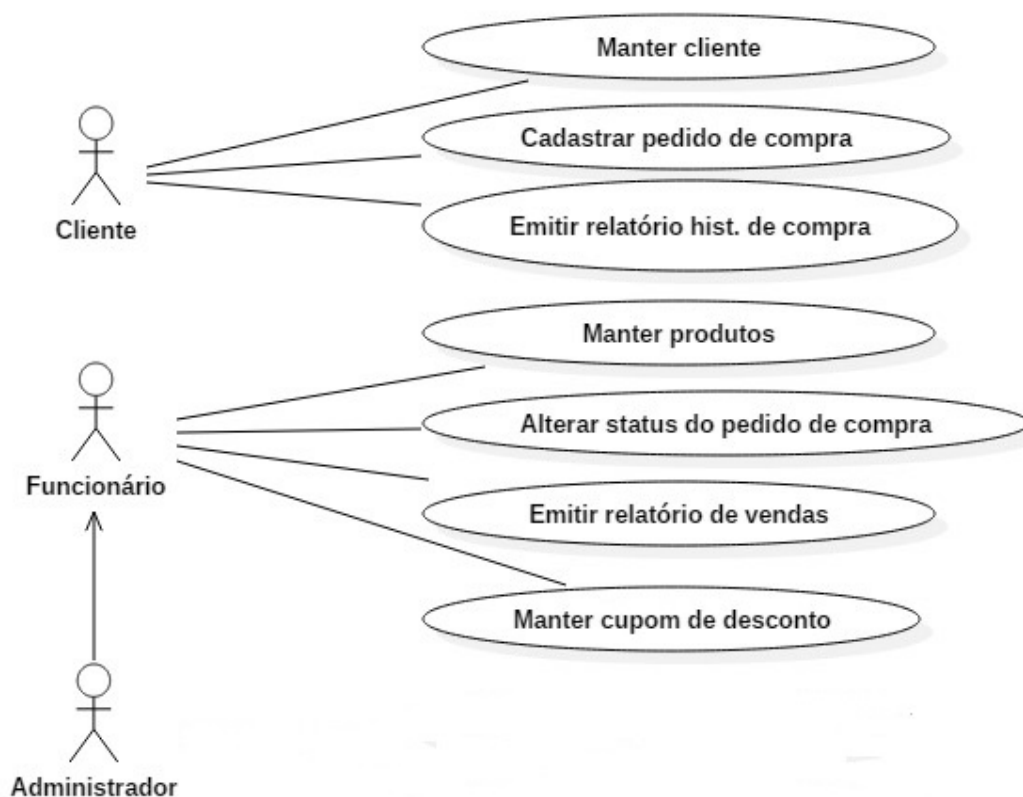 Manter cliente
Cadastrar pedido de compra
Emitir relatório hist. de compra
Cliente
Manter produtos
Alterar status do pedido de compra
Emitir relatório de vendas
Manter cupom de desconto
Funcionário
Administrador